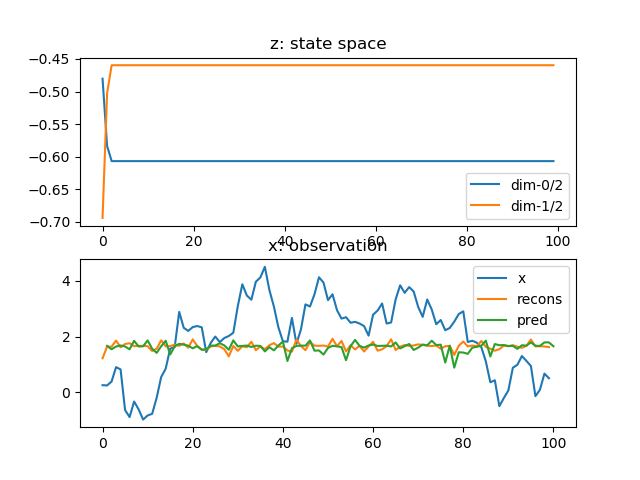 z: state space
−0.45
−0.50
−0.55
−0.60
−0.65
−0.70
dim-0/2
dim-1/2
0 20 40 60 80 100
x: observation
4
2
0
x
recons
pred
0 20 40 60 80 100